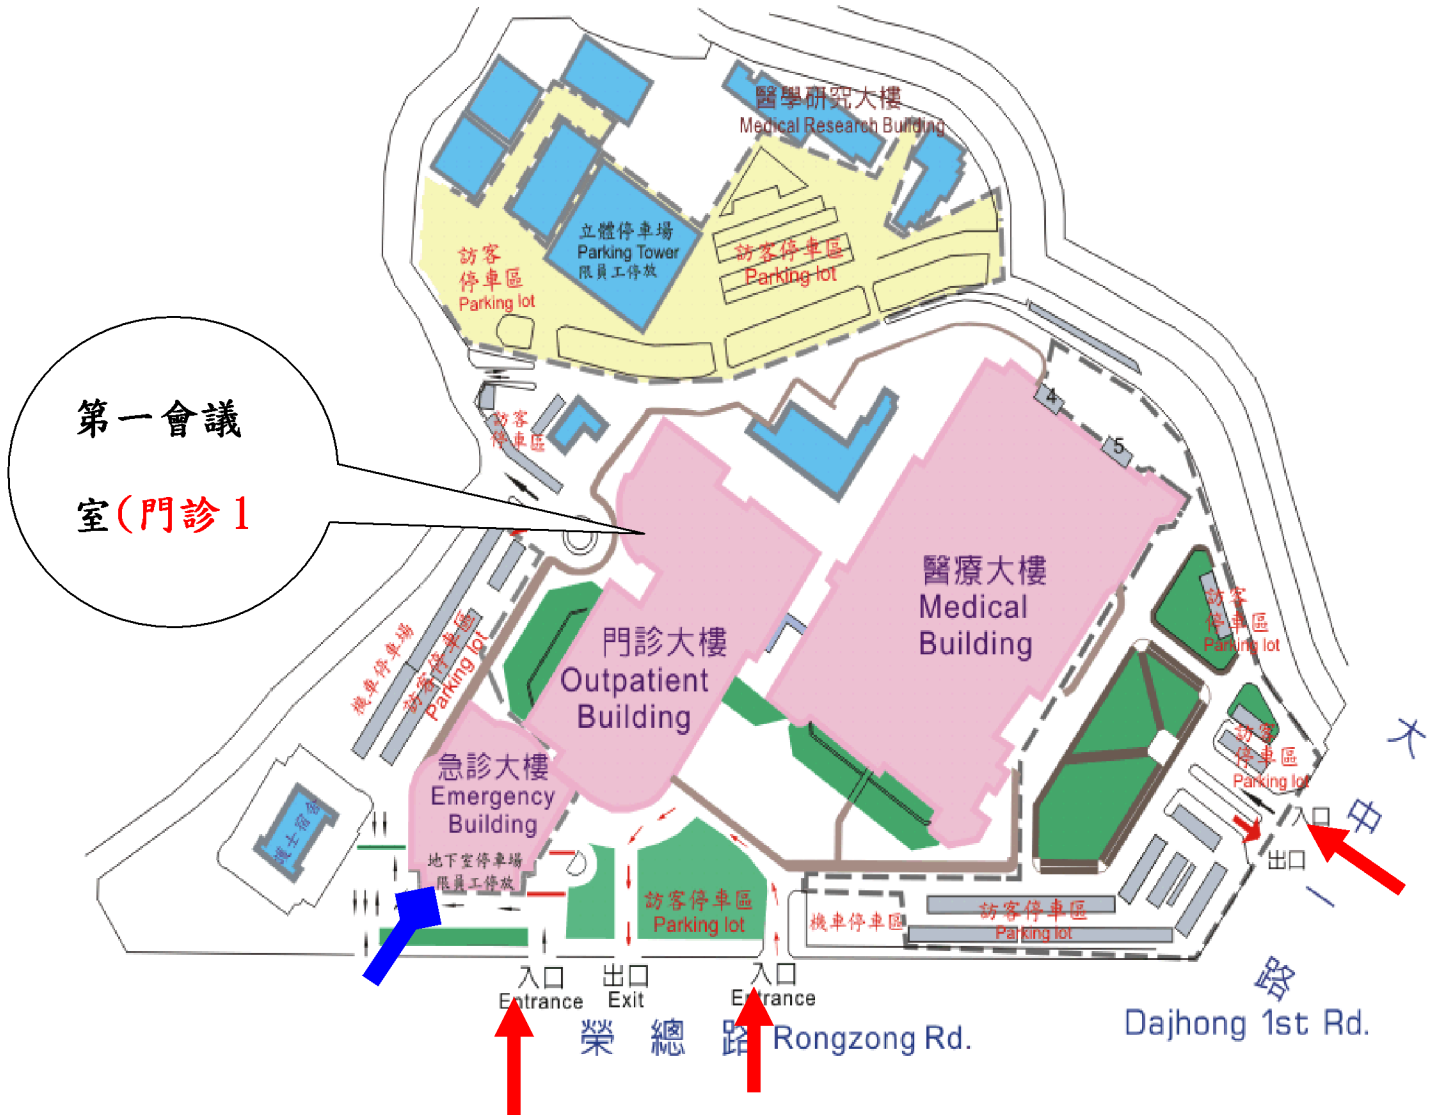 醫學研究大樓
Medical Research Building
立體停車場
Parking Tower
限員工停放
訪客
停車區
Parking lot
訪客停車區
Parking lot
第一會議
室(門診1
訪客
停車區
4
5
醫療大樓
Medical
Building
訪客
停車區
Parking lot
機車停車場
訪客停車區
Parking lot
門診大樓
Outpatient
Building
急診大樓
Emergency
Building
地下室停車場
限員工停放
護士宿舍
訪客
停車區
Parking lot
入口
出口
訪客停車區
Parking lot
機車停車區
訪客停車區
Parking lot
入口
Entrance
出口
Exit
入口
Entrance
榮總路 Rongzong Rd.
大中一路
Dajhong 1st Rd.